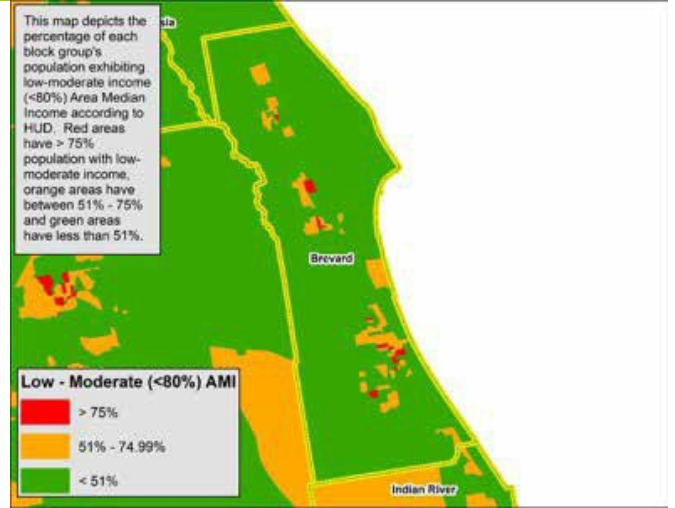 This map depicts the
percentage of each
block group's
population exhibiting
low-moderate income
(<80%) Area Median
Income according to
HUD. Red areas
have > 75%
population with low-
moderate income,
orange areas have
between 51% - 75%
and green areas
have less than 51%.
sia
Brevard
Low - Moderate (<80%) AMI
> 75%
51% - 74.99%
< 51%
Indian River